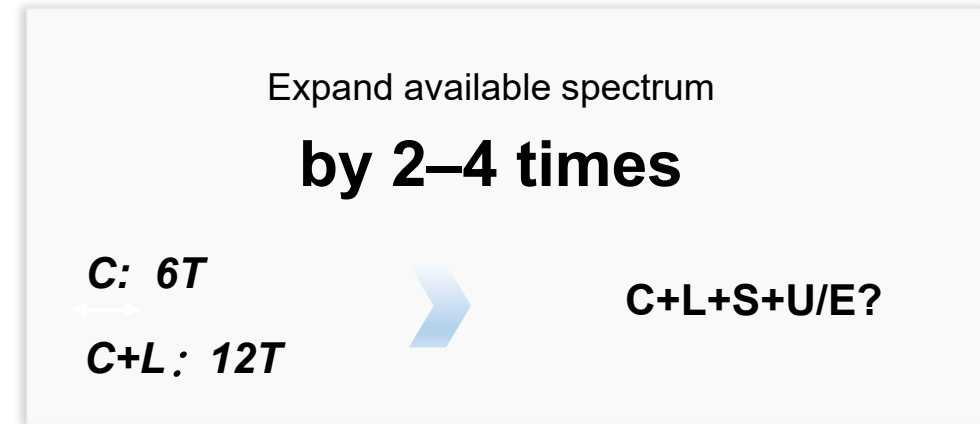 Expand available spectrum
by 2–4 times
C: 6T
C+L-S+U/E?
C+L：12T